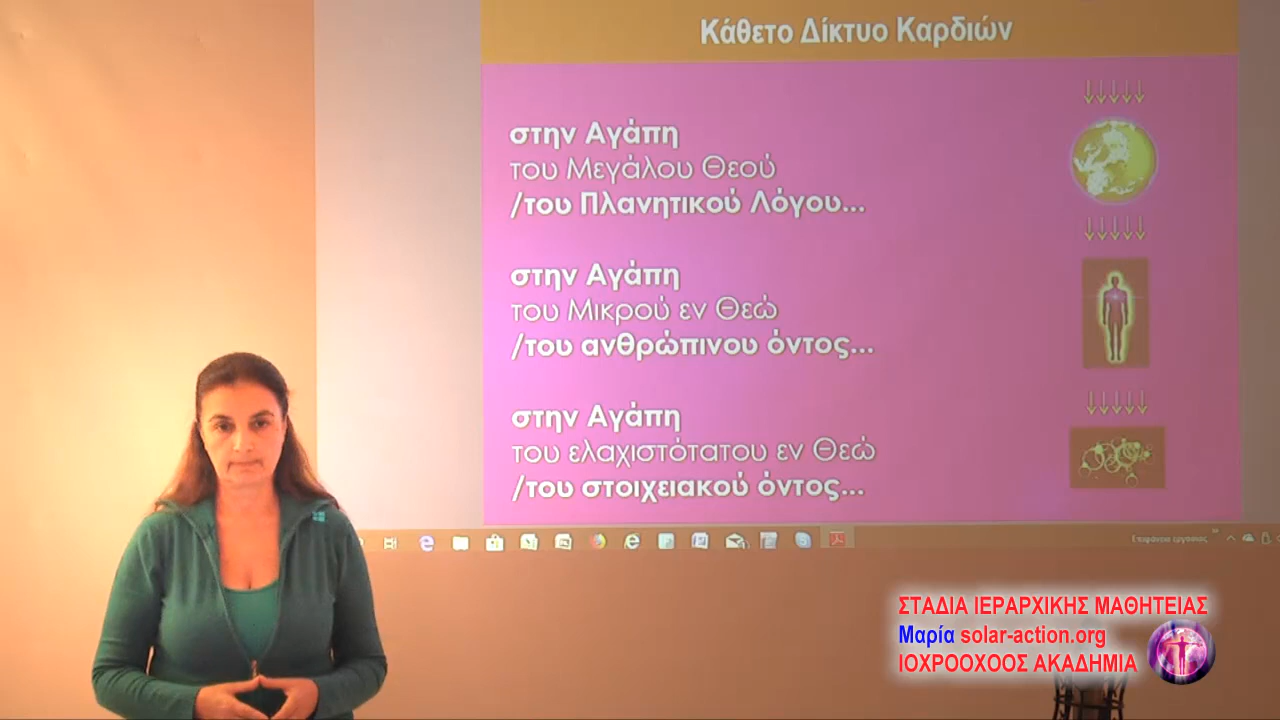 Κάθετο Δίκτυο Καρδιών
στην Αγάπη
του Μεγάλου Θεού
/του Πλανητικού Λόγου...
στην Αγάπη
του Μικρού εν Θεώ
/του ανθρώπινου όντος...
στην Αγάπη
του ελαχιστότατου εν Θεώ
/του στοιχειακού όντος...
Επιφάνεια εργασίας
ΣΤΑΔΙΑ ΙΕΡΑΡΧΙΚΗΣ ΜΑΘΗΤΕΙΑΣ
Μαρία solar-action.org
ΙΟΧΡΟΟΧΟΟΣ ΑΚΑΔΗΜΙΑ